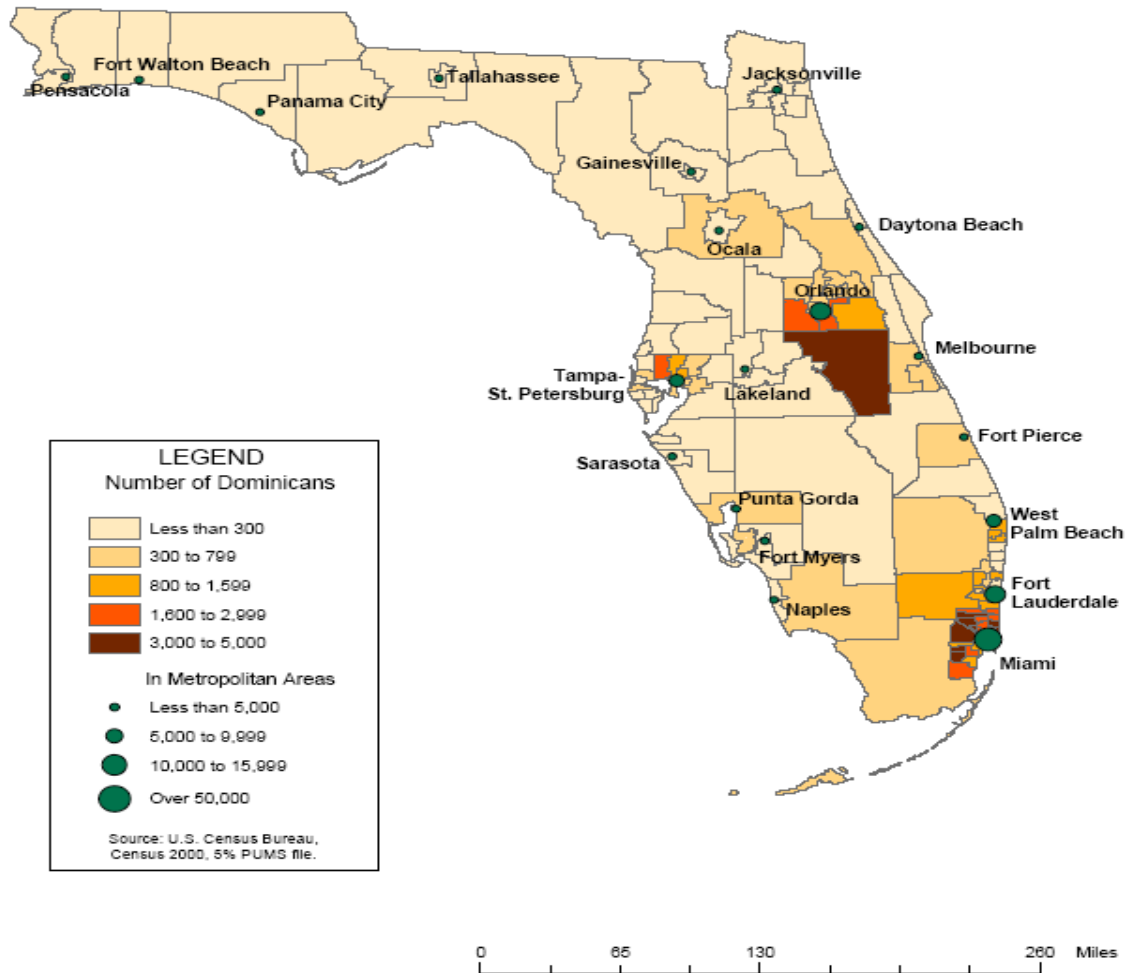 Fort Walton Beach
Pensacola
Tallahassee
Panama City
Jacksonville
Gainesville
Daytona Beach
Ocala
Orlando
Melbourne
Tampa-
St. Petersburg
Lakeland
Fort Pierce
Sarasota
Punta Gorda
West
Palm Beach
Fort Myers
Fort
Lauderdale
Naples
Miami
LEGEND
Number of Dominicans
Less than 300
300 to 799
800 to 1,599
1,600 to 2,999
3,000 to 5,000
In Metropolitan Areas
Less than 5,000
5,000 to 9,999
10,000 to 15,999
Over 50,000
Source: U.S. Census Bureau,
Census 2000, 5% PUMS file.
0 65 130 260 Miles